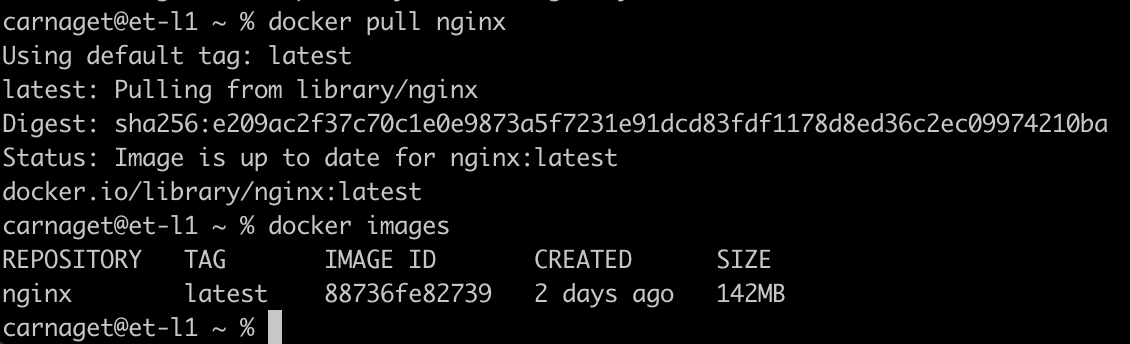 carnaget@et-l1 ~ % docker pull nginx
Using default tag: latest
latest: Pulling from library/nginx
Digest: sha256:e209ac2f37c70c1e0e9873a5f7231e91dcd83fdf1178d8ed36c2ec09974210ba
Status: Image is up to date for nginx:latest
docker.io/library/nginx:latest
carnaget@et-l1 ~ % docker images
REPOSITORY   TAG       IMAGE ID       CREATED      SIZE
nginx        latest    88736fe82739   2 days ago   142MB
carnaget@et-l1 ~ %